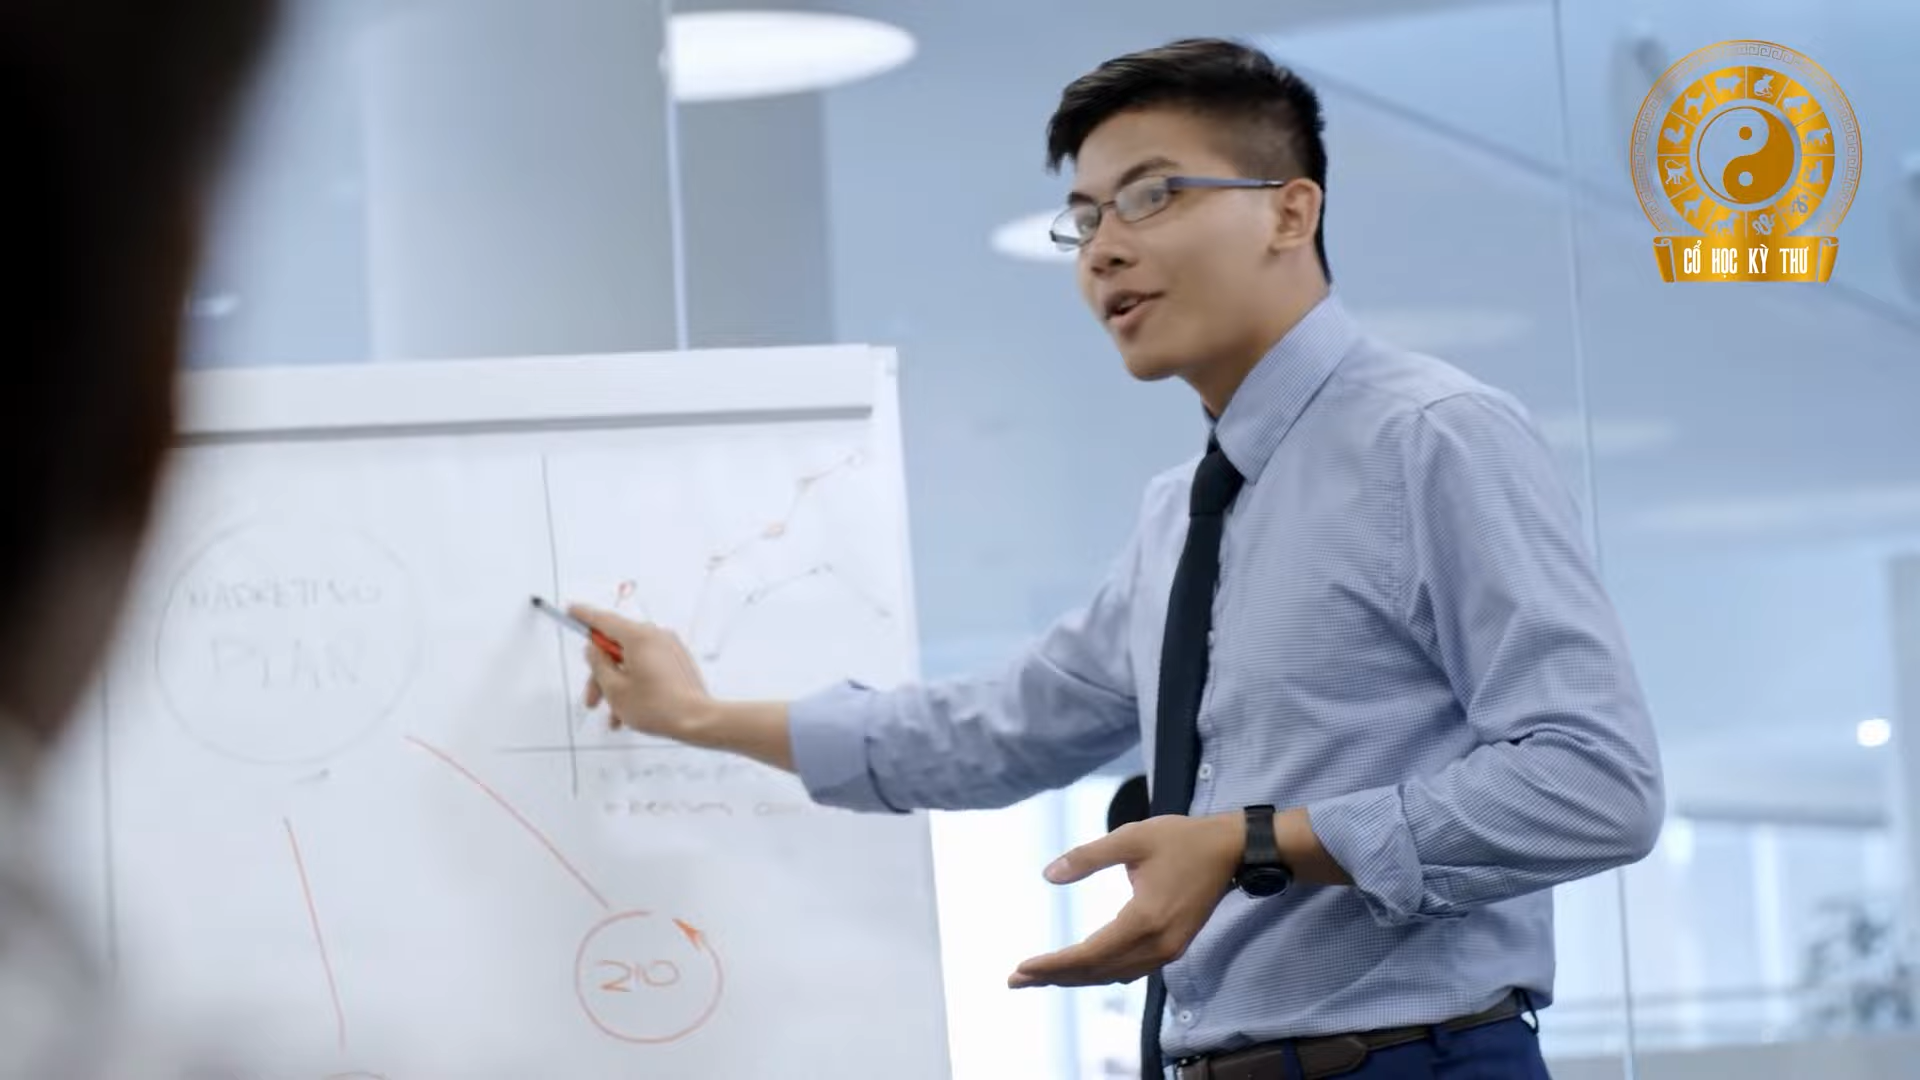 CỔ HỌC KỲ THƯ
MARKETING
PLAN
P
210